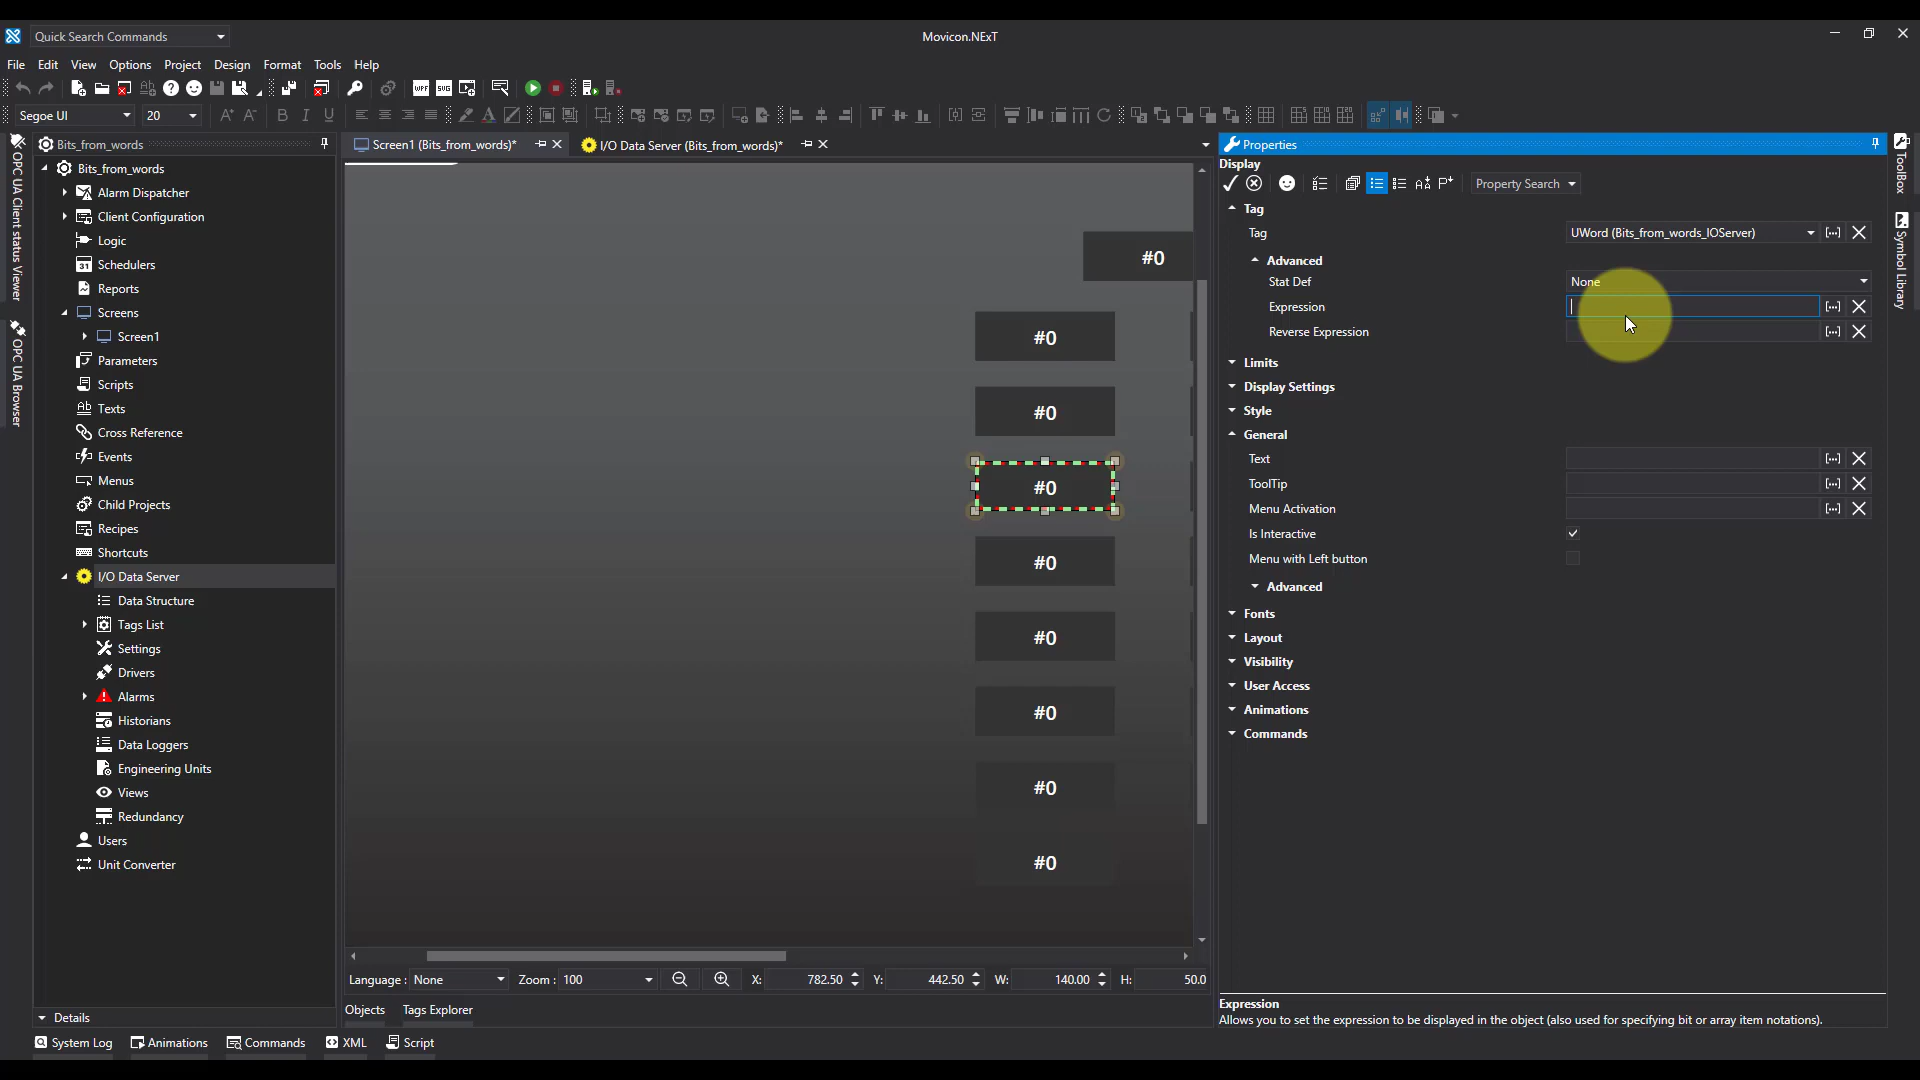 Quick Search Commands
Movicon.NExT
File Edit View Options Project Design Format Tools Help
WPF SVG
Segoe UI 20
Bits_from_words
Screen1 (Bits_from_words)*
I/O Data Server (Bits_from_words)*
Properties
Display
Property Search
OPC UA Client status Viewer
OPC UA Browser
ToolBox
Symbol Library
Bits_from_words
Alarm Dispatcher
Client Configuration
Logic
Schedulers
Reports
Screens
Screen1
Parameters
Scripts
Texts
Cross Reference
Events
Menus
Child Projects
Recipes
Shortcuts
I/O Data Server
Data Structure
Tags List
Settings
Drivers
Alarms
Historians
Data Loggers
Engineering Units
Views
Redundancy
Users
Unit Converter
Details
#0
#0
#0
#0
#0
#0
#0
#0
#0
Language : None Zoom : 100 X: 782.50 Y: 442.50 W: 140.00 H: 50.0
Objects Tags Explorer
Tag
Tag UWord (Bits_from_words_IOServer)
Advanced
Stat Def None
Expression
Reverse Expression
Limits
Display Settings
Style
General
Text
ToolTip
Menu Activation
Is Interactive
Menu with Left button
Advanced
Fonts
Layout
Visibility
User Access
Animations
Commands
Expression
Allows you to set the expression to be displayed in the object (also used for specifying bit or array item notations).
System Log Animations Commands XML Script